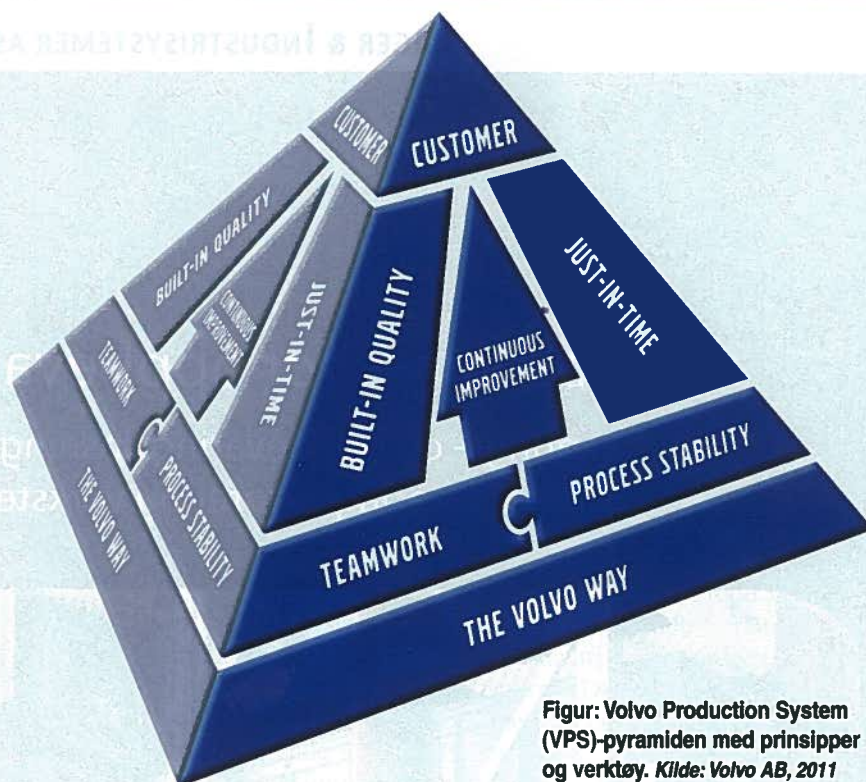 & INDUSTRISYSTEMER AS
CUSTOMER
CUSTOMER
BUILT-IN QUALITY
CONTINUOUS
IMPROVEMENT
JUST-IN-TIME
TEAMWORK
PROCESS STABILITY
THE VOLVO WAY
BUILT-IN QUALITY
CONTINUOUS
IMPROVEMENT
JUST-IN-TIME
TEAMWORK
PROCESS STABILITY
THE VOLVO WAY
Figur: Volvo Production System
(VPS)-pyramiden med prinsipper
og verktøy. Kilde: Volvo AB, 2011